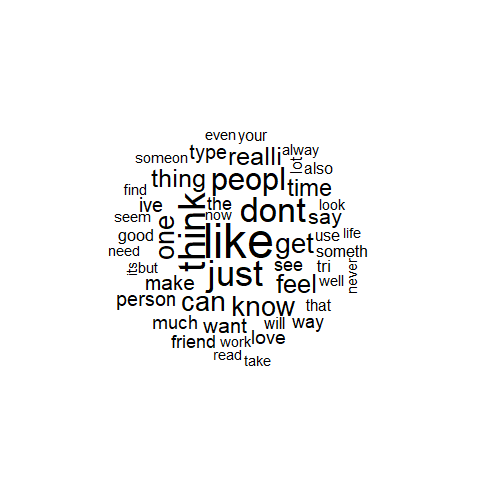 even your
someon type realli lot alway
also
find thing peopl time
ive the dont look
seem now say
good one think like get use life
need someth
its but just see tri never
make feel well
person can know that
much want will way
friend work love
read take